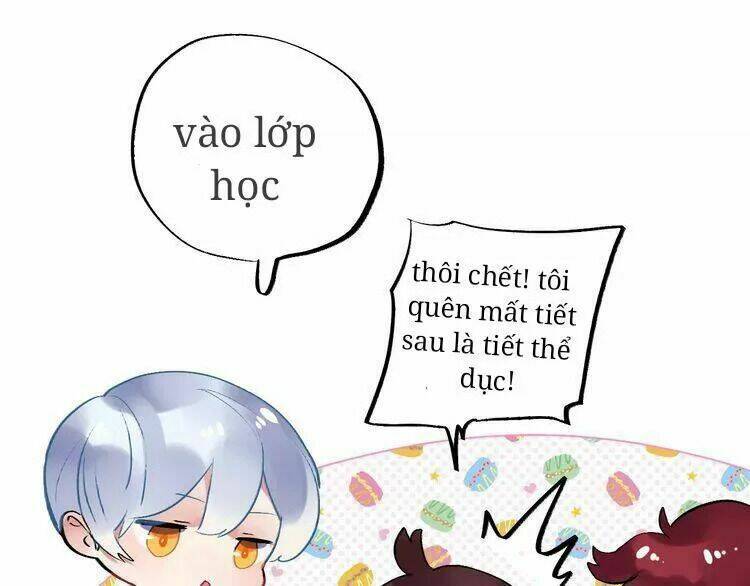 vào lớp
học
thôi chết! tôi
quên mất tiết
sau là tiết thể
dục!